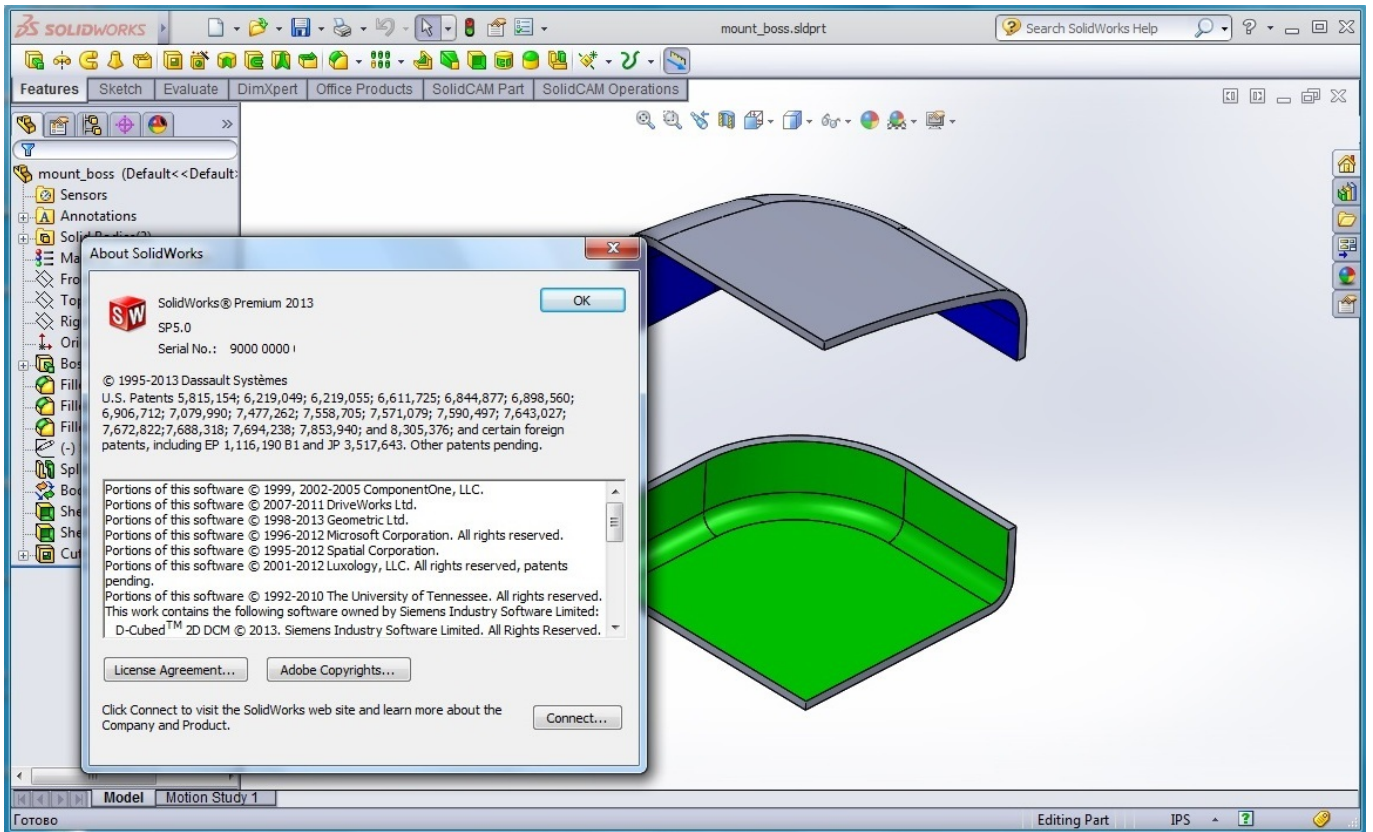 SOLIDWORKS
mount_boss.sldprt
Search SolidWorks Help
Features Sketch Evaluate DimXpert Office Products SolidCAM Part SolidCAM Operations
mount_boss (Default<<Default
Sensors
Annotations
About SolidWorks
SolidWorks® Premium 2013
OK
SP5.0
Serial No.: 9000 0000
© 1995-2013 Dassault Systèmes
U.S. Patents 5,815,154; 6,219,049; 6,219,055; 6,611,725; 6,844,877; 6,898,560;
6,906,712; 7,079,990; 7,477,262; 7,558,705; 7,571,079; 7,590,497; 7,643,027;
7,672,822;7,688,318; 7,694,238; 7,853,940; and 8,305,376; and certain foreign
patents, including EP 1,116,190 B1 and JP 3,517,643. Other patents pending.
Portions of this software © 1999, 2002-2005 ComponentOne, LLC.
Portions of this software © 2007-2011 DriveWorks Ltd.
Portions of this software © 1998-2013 Geometric Ltd.
Portions of this software © 1996-2012 Microsoft Corporation. All rights reserved.
Portions of this software © 1995-2012 Spatial Corporation.
Portions of this software © 2001-2012 Luxology, LLC. All rights reserved, patents
pending.
Portions of this software © 1992-2010 The University of Tennessee. All rights reserved.
This work contains the following software owned by Siemens Industry Software Limited:
D-Cubed™ 2D DCM © 2013. Siemens Industry Software Limited. All Rights Reserved.
License Agreement... Adobe Copyrights...
Click Connect to visit the SolidWorks web site and learn more about the
Company and Product.
Connect...
Model Motion Study 1
Готово
Editing Part IPS